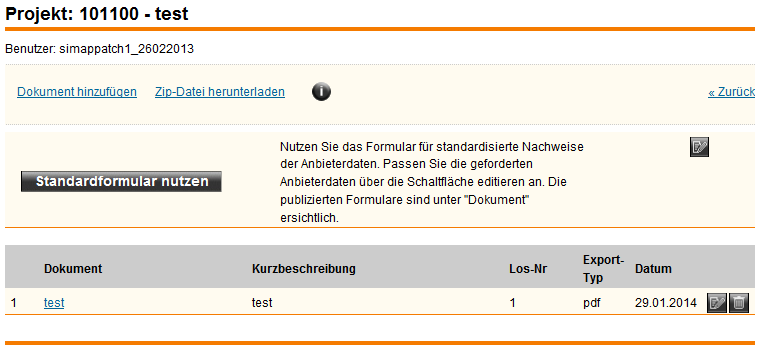 Projekt: 101100 - test
Benutzer: simappatch1_26022013
Dokument hinzufügen Zip-Datei herunterladen i « Zurück
Nutzen Sie das Formular für standardisierte Nachweise
der Anbieterdaten. Passen Sie die geforderten
Standardformular nutzen Anbieterdaten über die Schaltfläche editieren an. Die
publizierten Formulare sind unter "Dokument"
ersichtlich.
Dokument Kurzbeschreibung Los-Nr Export-Typ Datum
1 test test 1 pdf 29.01.2014